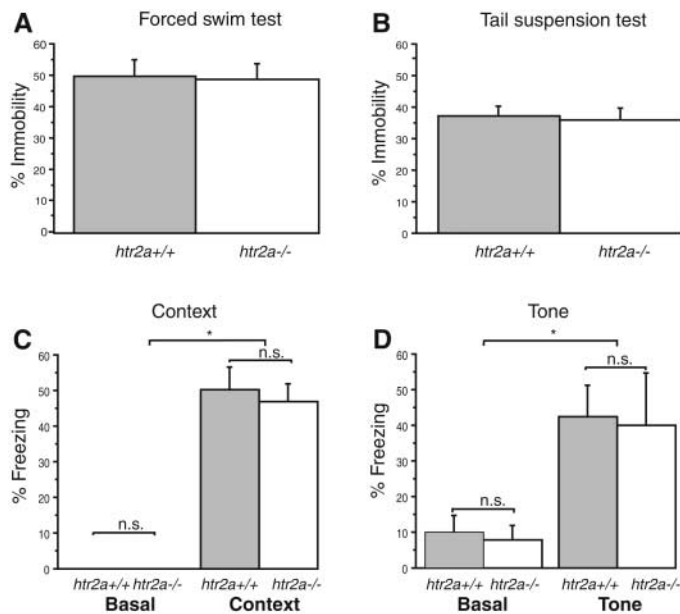 A
Forced swim test
% Immobility
60
50
40
30
20
10
0
htr2a+/+
htr2a-/-
B
Tail suspension test
% Immobility
60
50
40
30
20
10
0
htr2a+/+
htr2a-/-
C
Context
*
n.s.
% Freezing
60
50
40
30
20
10
0
n.s.
htr2a+/+ htr2a-/-
htr2a+/+ htr2a-/-
Basal
Context
D
Tone
*
n.s.
% Freezing
60
50
40
30
20
10
0
n.s.
htr2a+/+ htr2a-/-
htr2a+/+ htr2a-/-
Basal
Tone